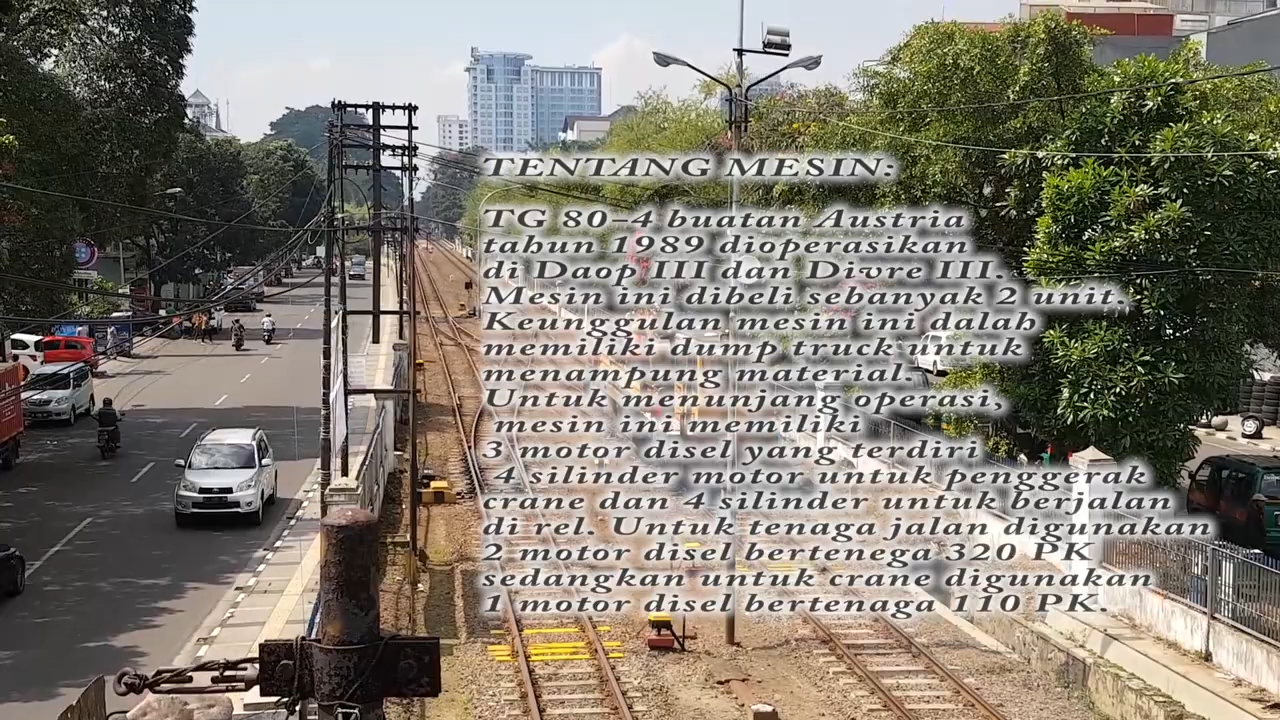 TENTANG MESIN:
TG 80-4 buatan Austria
tahun 1989 dioperasikan
di Daop III dan Divre III.
Mesin ini dibeli sebanyak 2 unit.
Keunggulan mesin ini dalah
memiliki dump truck untuk
menampung material.
Untuk menunjang operasi,
mesin ini memiliki
3 motor disel yang terdiri
4 silinder motor untuk penggerak
crane dan 4 silinder untuk berjalan
di rel. Untuk tenaga jalan digunakan
2 motor disel bertenega 320 PK
sedangkan untuk crane digunakan
1 motor disel bertenaga 110 PK.